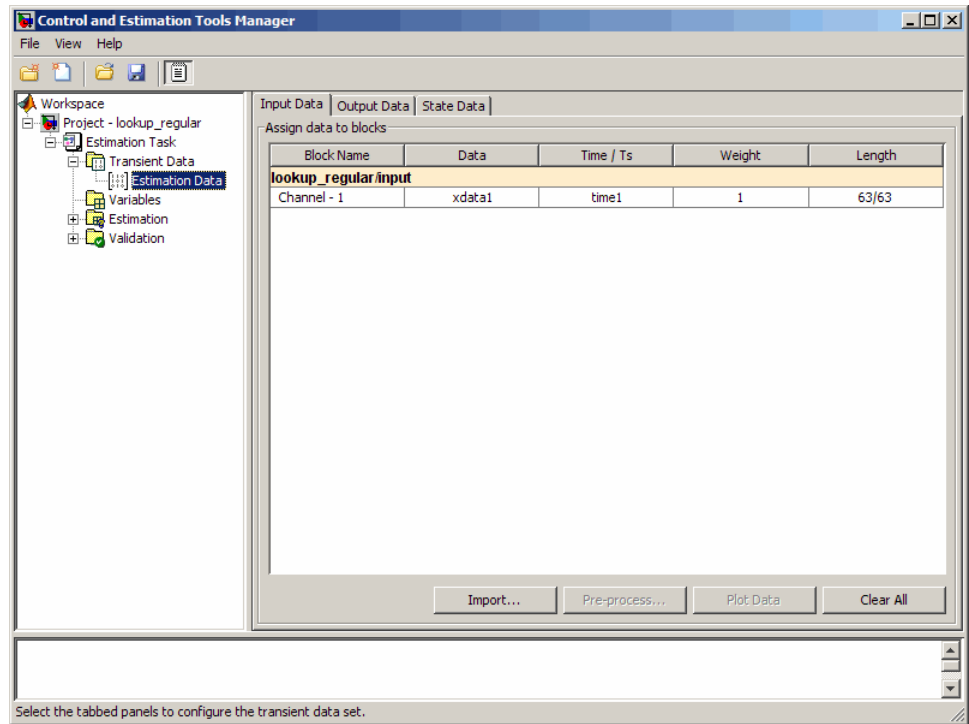 Control and Estimation Tools Manager
File View Help
Workspace
Project - lookup_regular
Estimation Task
Transient Data
Estimation Data
Variables
Estimation
Validation
Input Data Output Data State Data
Assign data to blocks
Block Name Data Time / Ts Weight Length
lookup_regular/input
Channel - 1 xdata1 time1 1 63/63
Import... Pre-process... Plot Data Clear All
Select the tabbed panels to configure the transient data set.